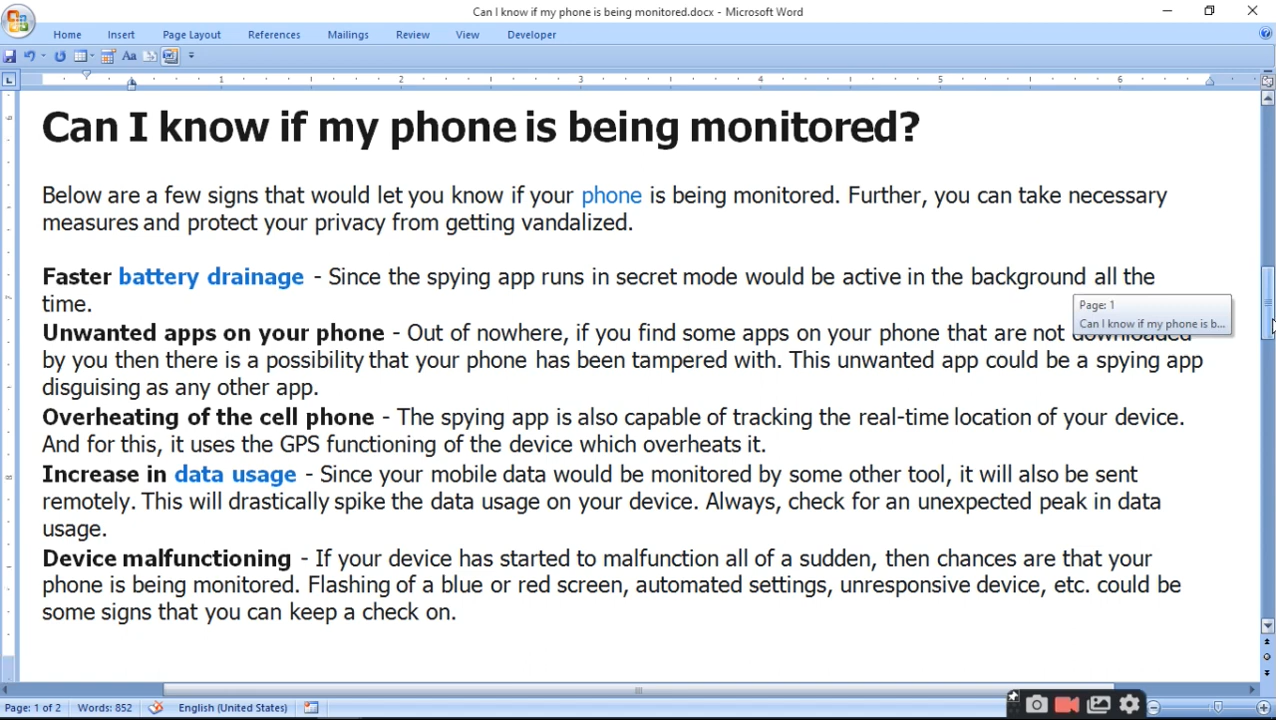 Can I know if my phone is being monitored.docx - Microsoft Word
Home Insert Page Layout References Mailings Review View Developer
Aa
L 1 2 3 4 5 6
Can I know if my phone is being monitored?
Below are a few signs that would let you know if your phone is being monitored. Further, you can take necessary
measures and protect your privacy from getting vandalized.
Faster battery drainage - Since the spying app runs in secret mode would be active in the background all the
time.
Page: 1
Can I know if my phone is b...
Unwanted apps on your phone - Out of nowhere, if you find some apps on your phone that are not downloaded
by you then there is a possibility that your phone has been tampered with. This unwanted app could be a spying app
disguising as any other app.
Overheating of the cell phone - The spying app is also capable of tracking the real-time location of your device.
And for this, it uses the GPS functioning of the device which overheats it.
Increase in data usage - Since your mobile data would be monitored by some other tool, it will also be sent
remotely. This will drastically spike the data usage on your device. Always, check for an unexpected peak in data
usage.
Device malfunctioning - If your device has started to malfunction all of a sudden, then chances are that your
phone is being monitored. Flashing of a blue or red screen, automated settings, unresponsive device, etc. could be
some signs that you can keep a check on.
Page: 1 of 2 Words: 852 English (United States)